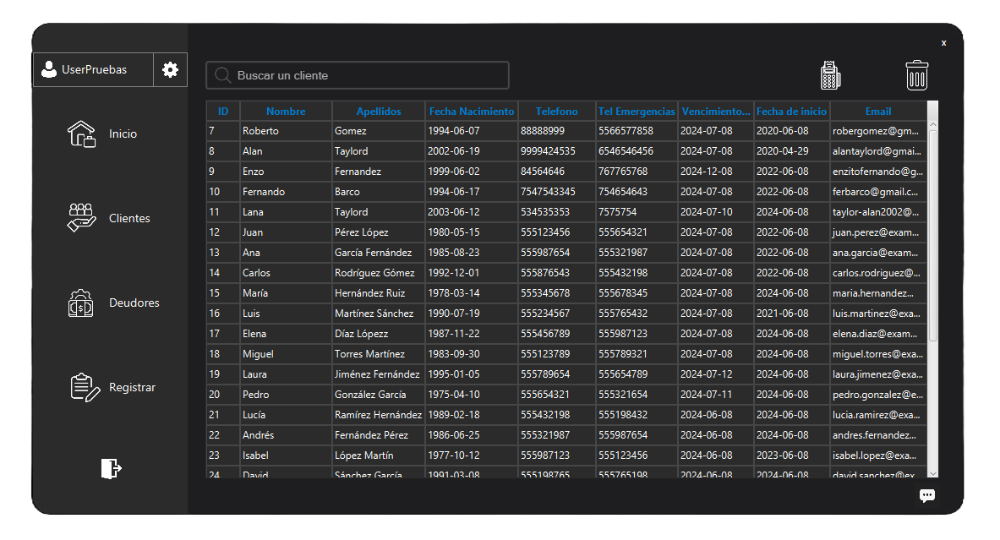 x
UserPruebas
Buscar un cliente
Inicio
Clientes
Deudores
Registrar
ID Nombre Apellidos Fecha Nacimiento Telefono Tel Emergencias Vencimiento... Fecha de inicio Email
7 Roberto Gomez 1994-06-07 88888999 5566577858 2024-07-08 2020-06-08 robergomez@gm...
8 Alan Taylord 2002-06-19 9999424535 6546546456 2024-07-08 2020-04-29 alantaylord@gmai...
9 Enzo Fernandez 1999-06-02 84564646 767765768 2024-12-08 2022-06-08 enzitofernando@g...
10 Fernando Barco 1994-06-17 7547543345 754654643 2024-07-08 2022-06-08 ferbarco@gmail.c...
11 Lana Taylord 2003-06-12 534535353 7575754 2024-07-10 2024-06-08 taylor-alan2002@...
12 Juan Pérez López 1980-05-15 555123456 555654321 2024-07-08 2022-06-08 juan.perez@exam...
13 Ana García Fernández 1985-08-23 555987654 555321987 2024-07-08 2022-06-08 ana.garcia@exam...
14 Carlos Rodríguez Gómez 1992-12-01 555876543 555432198 2024-07-08 2022-06-08 carlos.rodriguez@...
15 María Hernández Ruiz 1978-03-14 555345678 555678345 2024-07-08 2024-06-08 maria.hernandez...
16 Luis Martínez Sánchez 1990-07-19 555234567 555765432 2024-07-08 2021-06-08 luis.martinez@exa...
17 Elena Díaz Lópezz 1987-11-22 555456789 555987123 2024-07-08 2024-06-08 elena.diaz@exam...
18 Miguel Torres Martínez 1983-09-30 555123789 555789321 2024-07-08 2024-06-08 miguel.torres@exa...
19 Laura Jiménez Fernández 1995-01-05 555789654 555654789 2024-07-12 2024-06-08 laura.jimenez@exa...
20 Pedro González García 1975-04-10 555654321 555321654 2024-07-11 2024-06-08 pedro.gonzalez@e...
21 Lucía Ramírez Hernández 1989-02-18 555432198 555198432 2024-06-08 2024-06-08 lucia.ramirez@exa...
22 Andrés Fernández Pérez 1986-06-25 555321987 555987654 2024-06-08 2024-06-08 andres.fernandez...
23 Isabel López Martín 1977-10-12 555987123 555123456 2024-06-08 2023-06-08 isabel.lopez@exa...
24 David Sánchez García 1991-03-08 555198765 555765198 2024-06-08 2024-06-08 david.sanchez@ex...